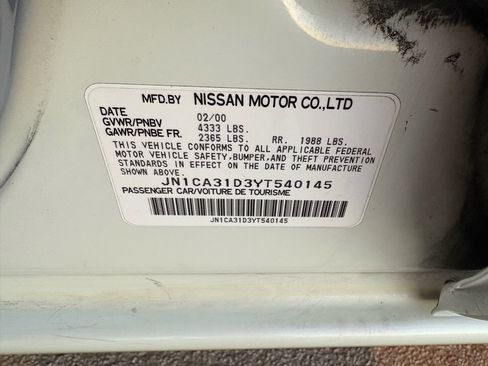 MFD.BY NISSAN MOTOR CO.,LTD
DATE 02/00
GVWR/PNBV 4333 LBS.
GAWR/PNBE FR. 2365 LBS. RR. 1988 LBS.
THIS VEHICLE CONFORMS TO ALL APPLICABLE FEDERAL
MOTOR VEHICLE SAFETY,BUMPER,AND THEFT PREVENTION
STANDARDS IN EFFECT ON THE DATE OF MANUFACTURE
SHOWN ABOVE.
JN1CA31D3YT540145
PASSENGER CAR/VOITURE DE TOURISME
JN1CA31D3YT540145